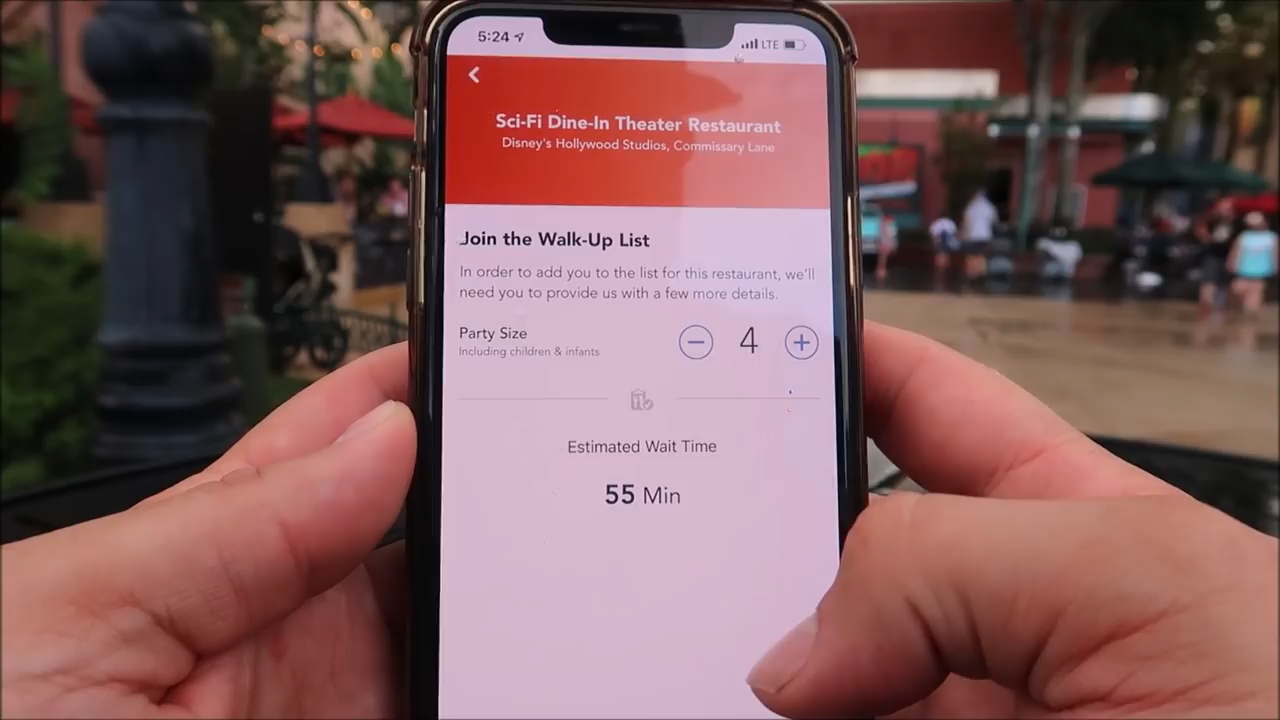 5:24
LTE
Sci-Fi Dine-In Theater Restaurant
Disney's Hollywood Studios, Commissary Lane
Join the Walk-Up List
In order to add you to the list for this restaurant, we'll
need you to provide us with a few more details.
Party Size
Including children & infants
4
Estimated Wait Time
55 Min